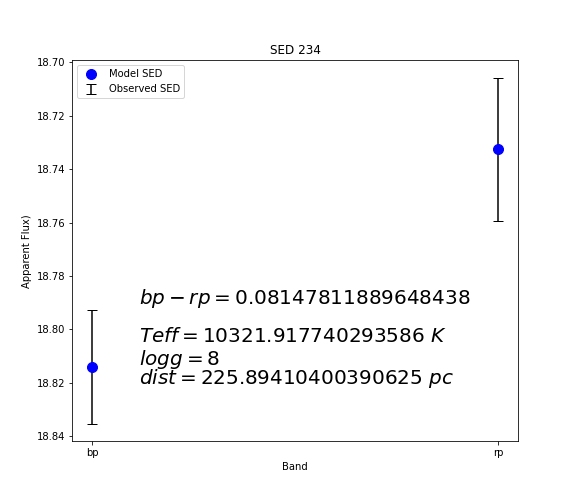 SED 234
Model SED
Observed SED
18.70
18.72
18.74
18.76
18.78
18.80
18.82
18.84
Apparent Flux)
bp − rp = 0.08147811889648438
Teff = 10321.917740293586 K
logg = 8
dist = 225.89410400390625 pc
bp
rp
Band